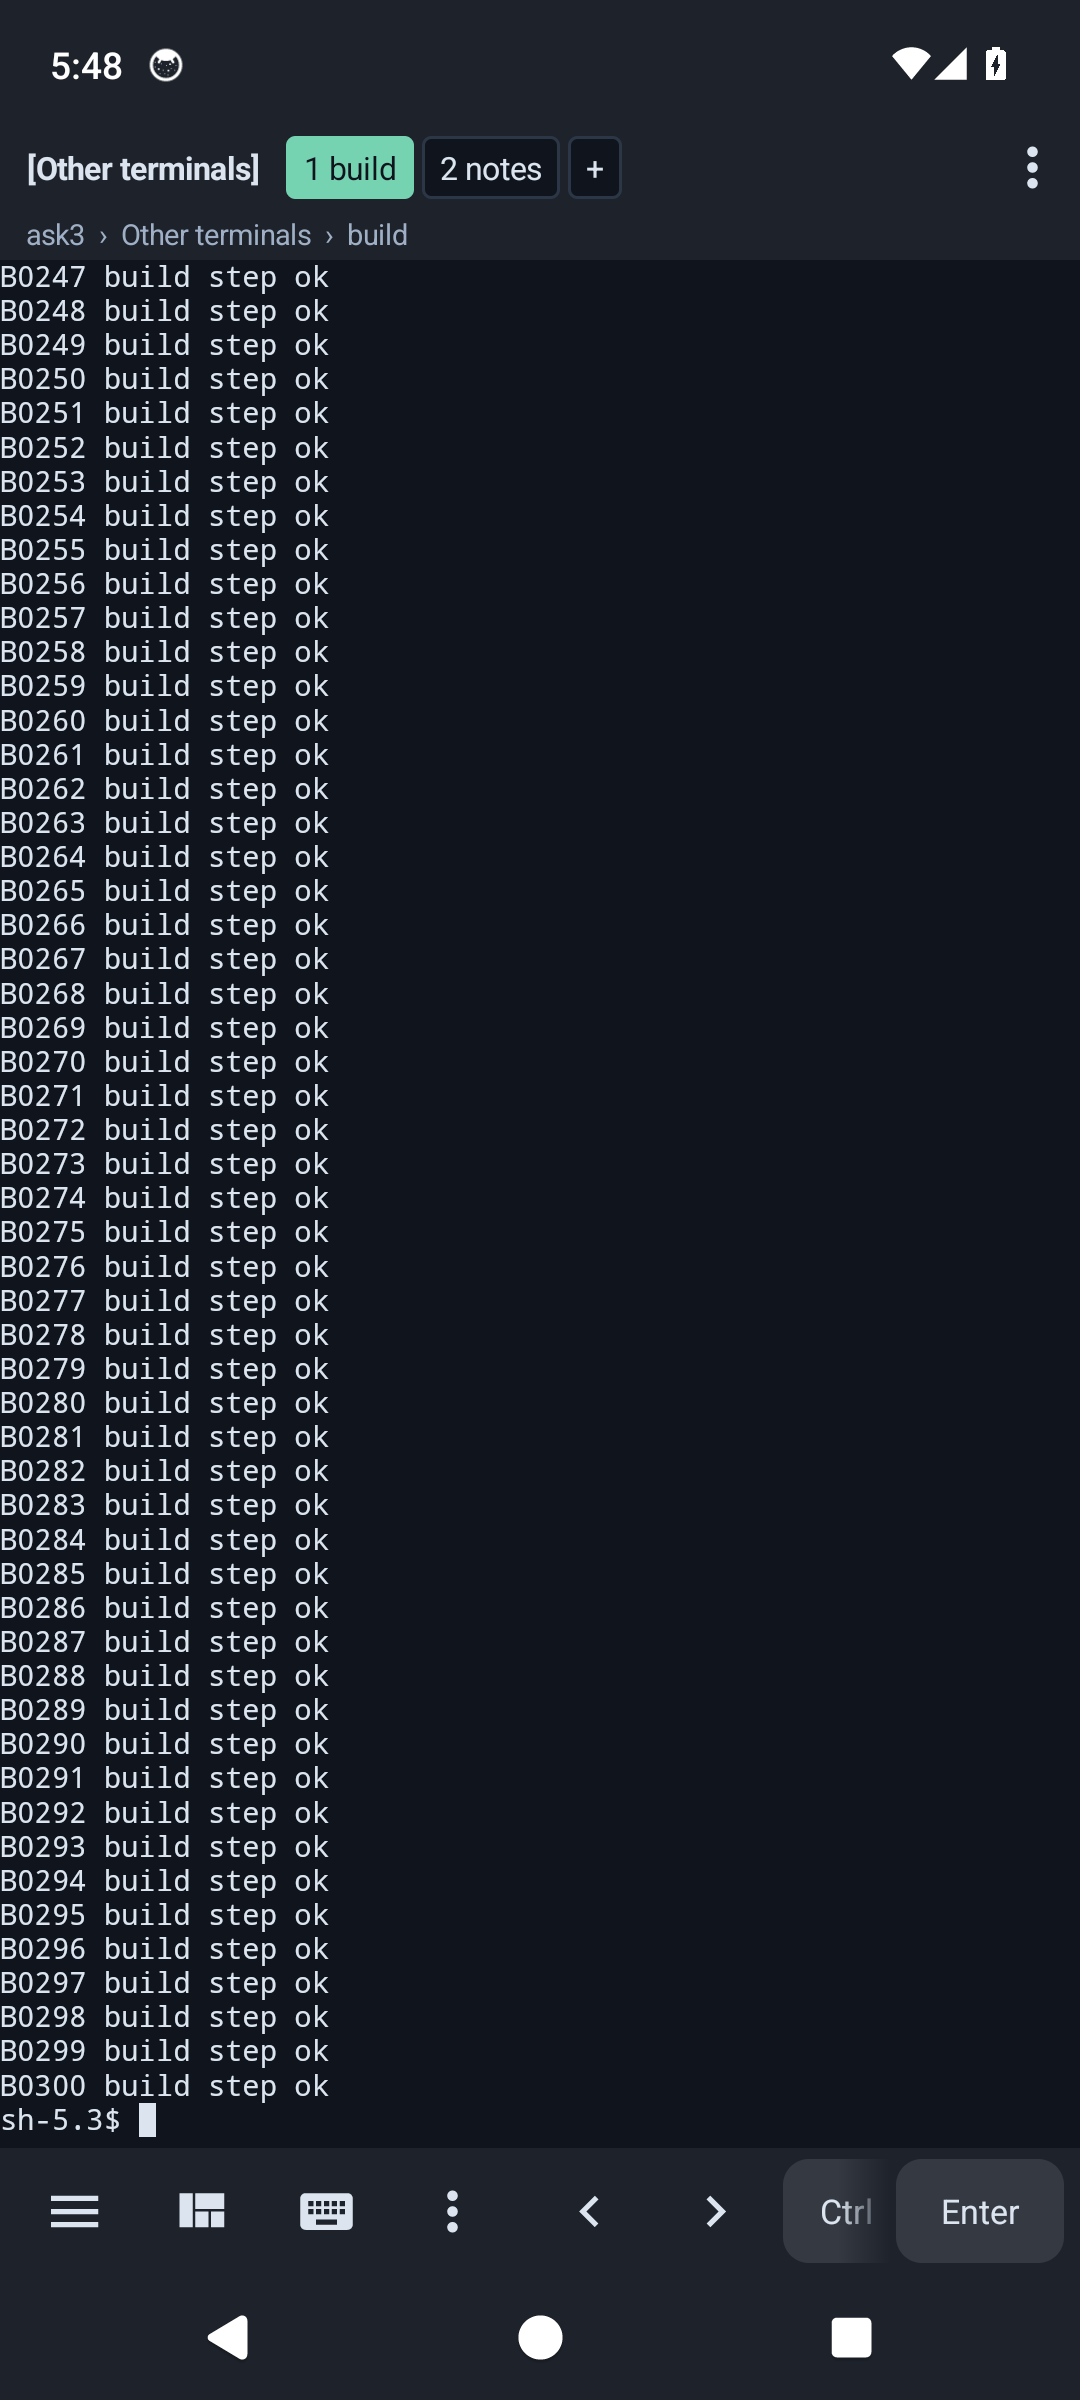 5:48
[Other terminals] 1 build 2 notes +
ask3 › Other terminals › build
B0247 build step ok
B0248 build step ok
B0249 build step ok
B0250 build step ok
B0251 build step ok
B0252 build step ok
B0253 build step ok
B0254 build step ok
B0255 build step ok
B0256 build step ok
B0257 build step ok
B0258 build step ok
B0259 build step ok
B0260 build step ok
B0261 build step ok
B0262 build step ok
B0263 build step ok
B0264 build step ok
B0265 build step ok
B0266 build step ok
B0267 build step ok
B0268 build step ok
B0269 build step ok
B0270 build step ok
B0271 build step ok
B0272 build step ok
B0273 build step ok
B0274 build step ok
B0275 build step ok
B0276 build step ok
B0277 build step ok
B0278 build step ok
B0279 build step ok
B0280 build step ok
B0281 build step ok
B0282 build step ok
B0283 build step ok
B0284 build step ok
B0285 build step ok
B0286 build step ok
B0287 build step ok
B0288 build step ok
B0289 build step ok
B0290 build step ok
B0291 build step ok
B0292 build step ok
B0293 build step ok
B0294 build step ok
B0295 build step ok
B0296 build step ok
B0297 build step ok
B0298 build step ok
B0299 build step ok
B0300 build step ok
sh-5.3$
Ctrl Enter